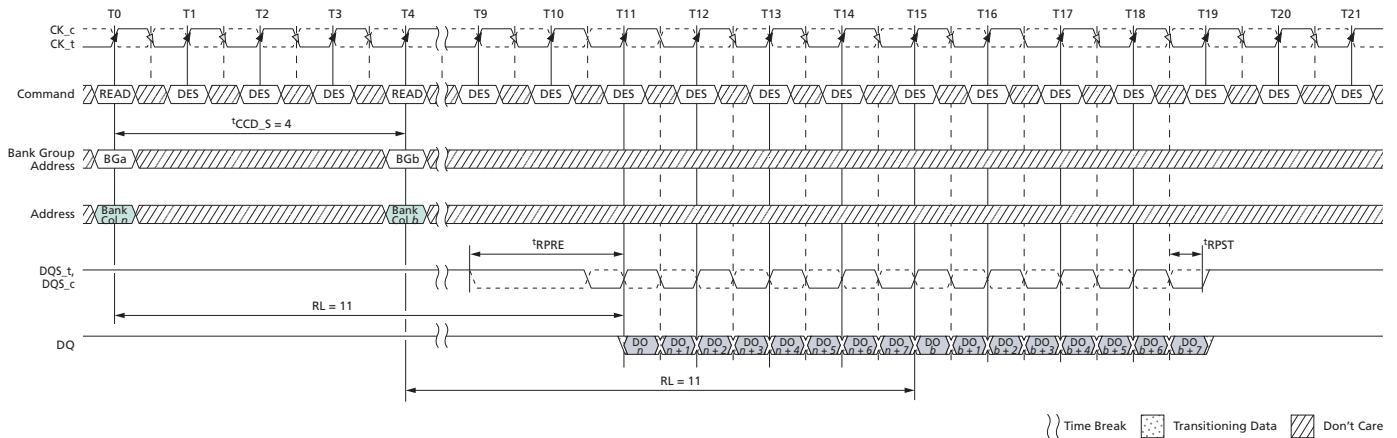 T0 T1 T2 T3 T4 T9 T10 T11 T12 T13 T14 T15 T16 T17 T18 T19 T20 T21
CK_c
CK_t
Command READ DES DES DES READ DES DES DES DES DES DES DES DES DES DES DES DES DES
tCCD_S = 4
Bank Group
Address BGa BGb
Address Bank
Col n Bank
Col b
tRPRE tRPST
DQS_t,
DQS_c
RL = 11
DQ DO
n DO
n + 1 DO
n + 2 DO
n + 3 DO
n + 4 DO
n + 5 DO
n + 6 DO
n + 7 DO
b DO
b + 1 DO
b + 2 DO
b + 3 DO
b + 4 DO
b + 5 DO
b + 6 DO
b + 7
RL = 11
Time Break Transitioning Data Don't Care